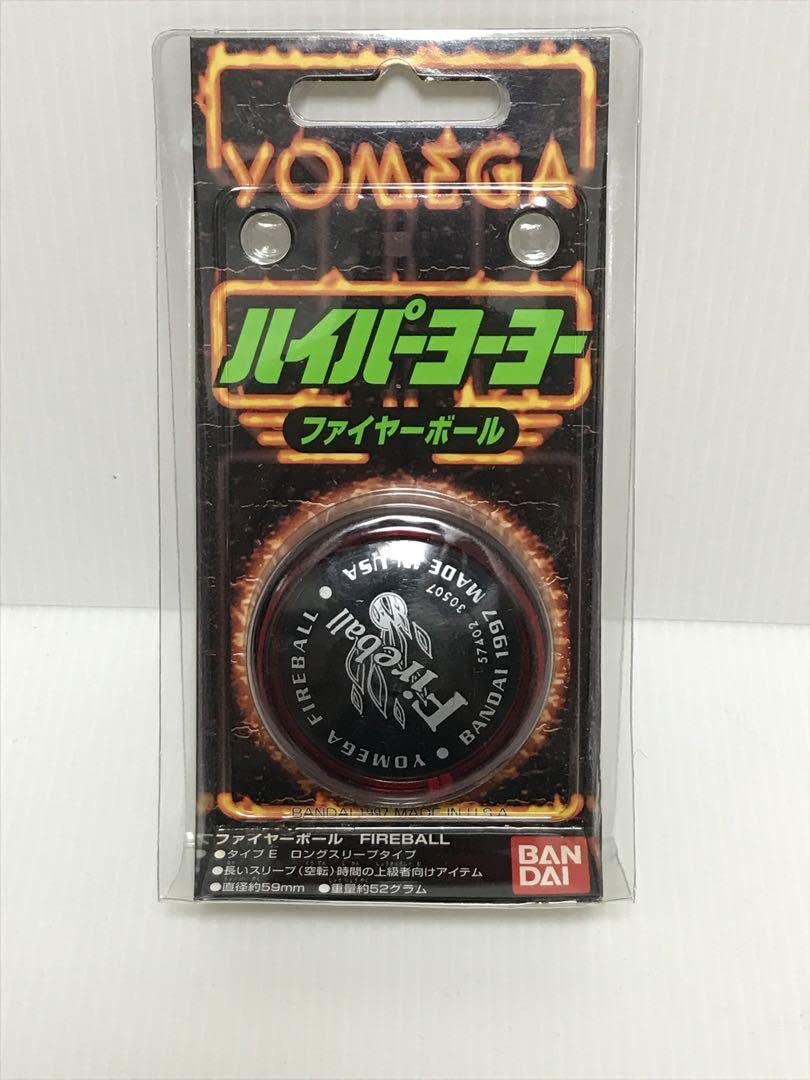 YOMEGA
ハイパーヨーヨー
ファイヤーボール
YOMEGA FIREBALL • BANDAI 1997 MADE IN USA •
57402 30507
Fireball
BANDAI 1997 MADE IN U.S.A
ファイヤーボール FIREBALL
●タイプE ロングスリープタイプ
●長いスリープ(空転)時間の上級者向けアイテム
●直径約59mm ●重量約52グラム
BAN
DAI